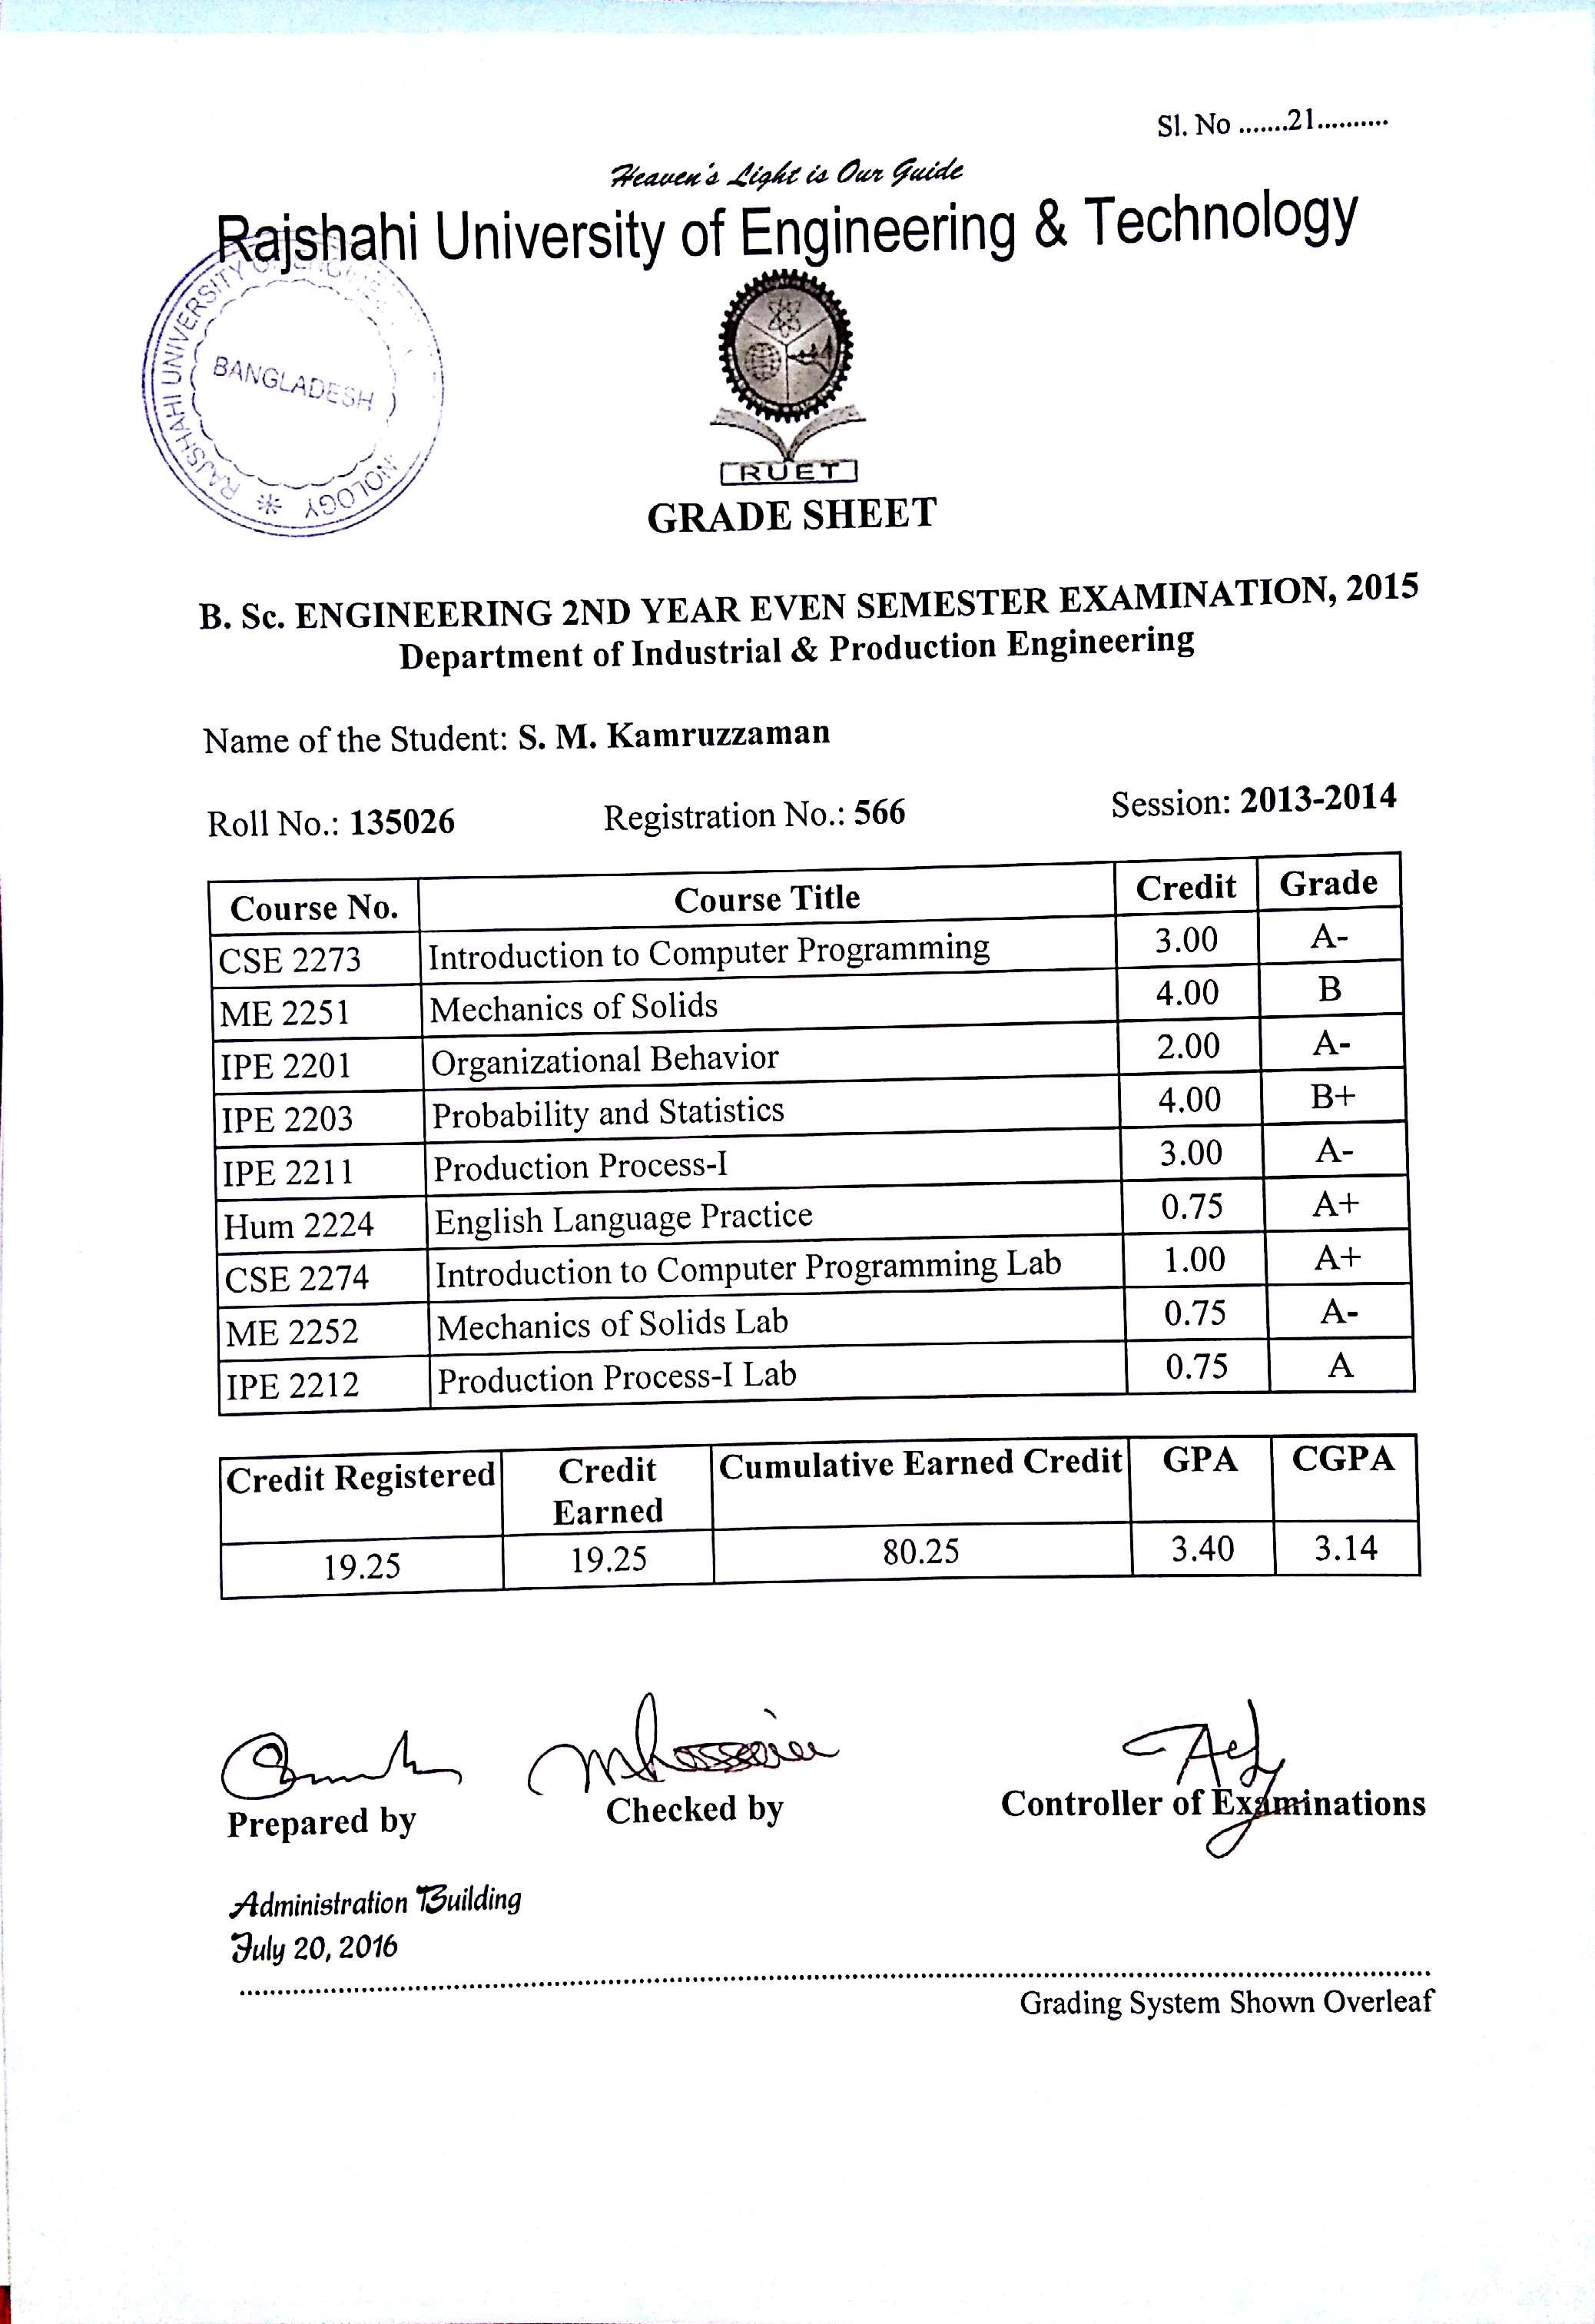 Sl. No .......21..........
Heaven's Light is Our Guide
Rajshahi University of Engineering & Technology
RAJSHAHI UNIVERSITY OF NOLOGY
BANGLADESH
RUET
GRADE SHEET
B. Sc. ENGINEERING 2ND YEAR EVEN SEMESTER EXAMINATION, 2015
Department of Industrial & Production Engineering
Name of the Student: S. M. Kamruzzaman
Roll No.: 135026 Registration No.: 566 Session: 2013-2014
Course No. Course Title Credit Grade
CSE 2273 Introduction to Computer Programming 3.00 A-
ME 2251 Mechanics of Solids 4.00 B
IPE 2201 Organizational Behavior 2.00 A-
IPE 2203 Probability and Statistics 4.00 B+
IPE 2211 Production Process-I 3.00 A-
Hum 2224 English Language Practice 0.75 A+
CSE 2274 Introduction to Computer Programming Lab 1.00 A+
ME 2252 Mechanics of Solids Lab 0.75 A-
IPE 2212 Production Process-I Lab 0.75 A
Credit Registered Credit Earned Cumulative Earned Credit GPA CGPA
19.25 19.25 80.25 3.40 3.14
Prepared by Checked by Controller of Examinations
Administration Building
July 20, 2016
Grading System Shown Overleaf